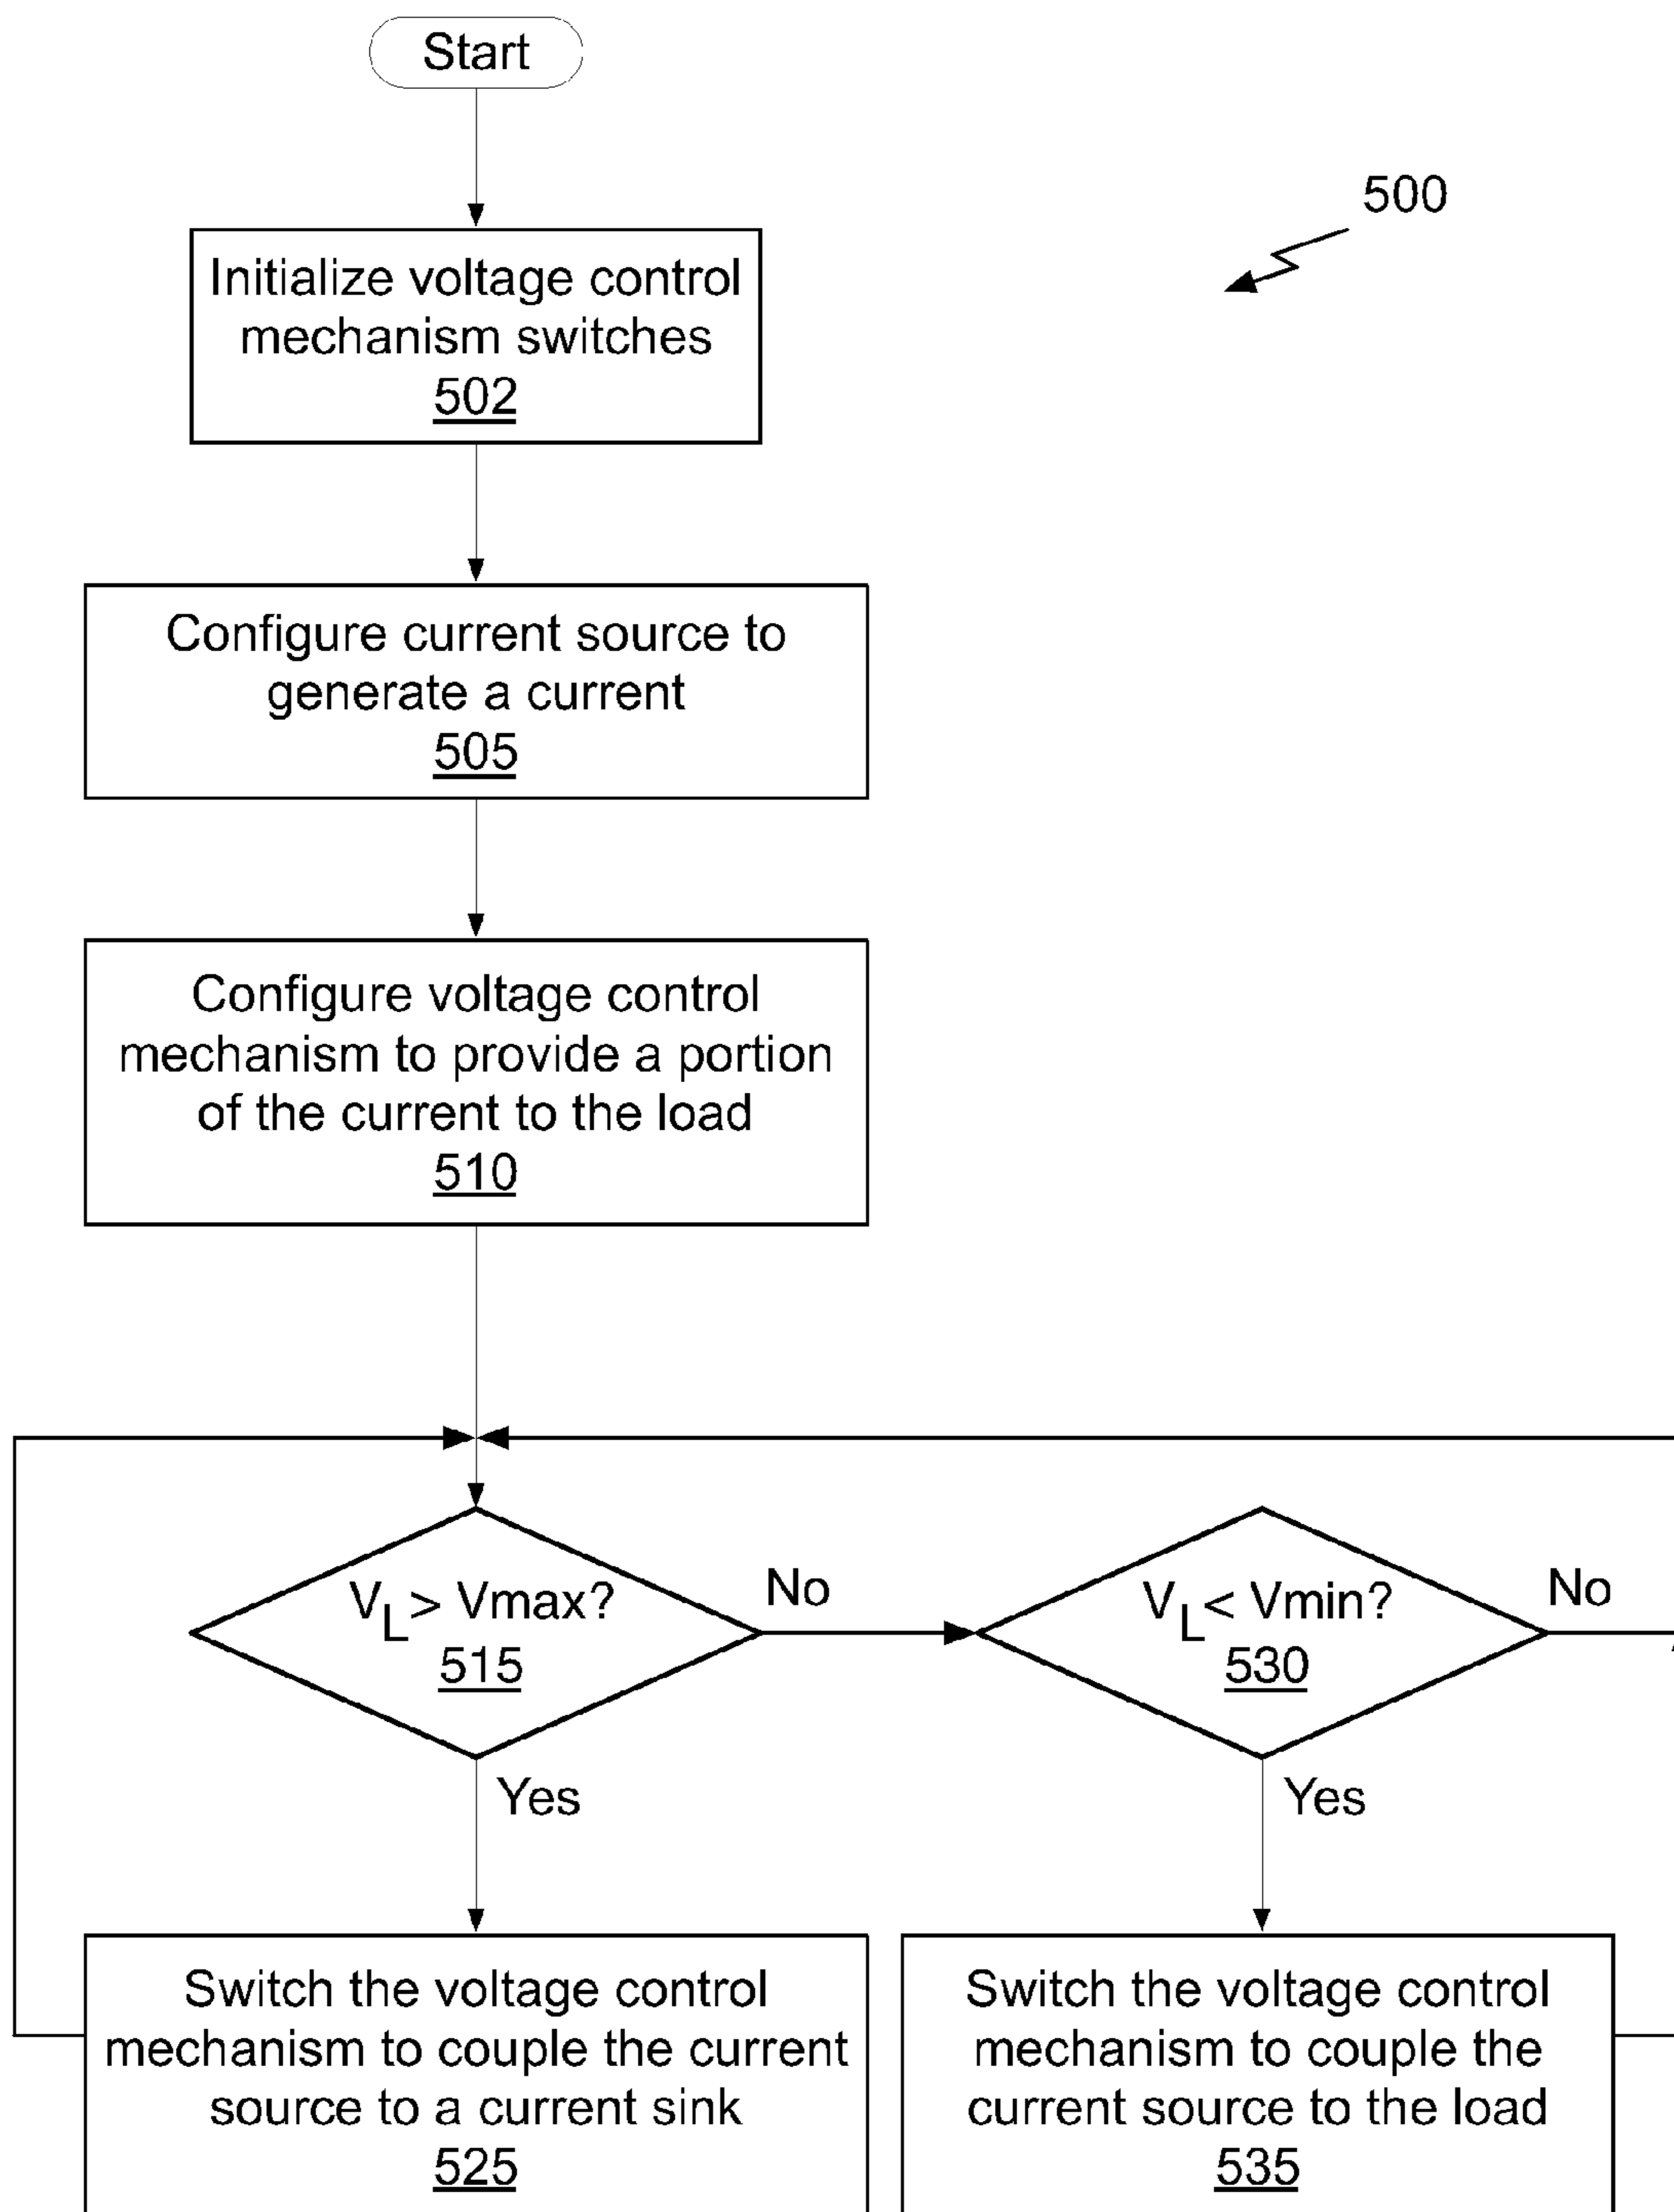 Start
500
Initialize voltage control
mechanism switches
502
Configure current source to
generate a current
505
Configure voltage control
mechanism to provide a portion
of the current to the load
510
V_L > Vmax?
515
No
V_L < Vmin?
530
No
Yes
Yes
Switch the voltage control
mechanism to couple the current
source to a current sink
525
Switch the voltage control
mechanism to couple the
current source to the load
535